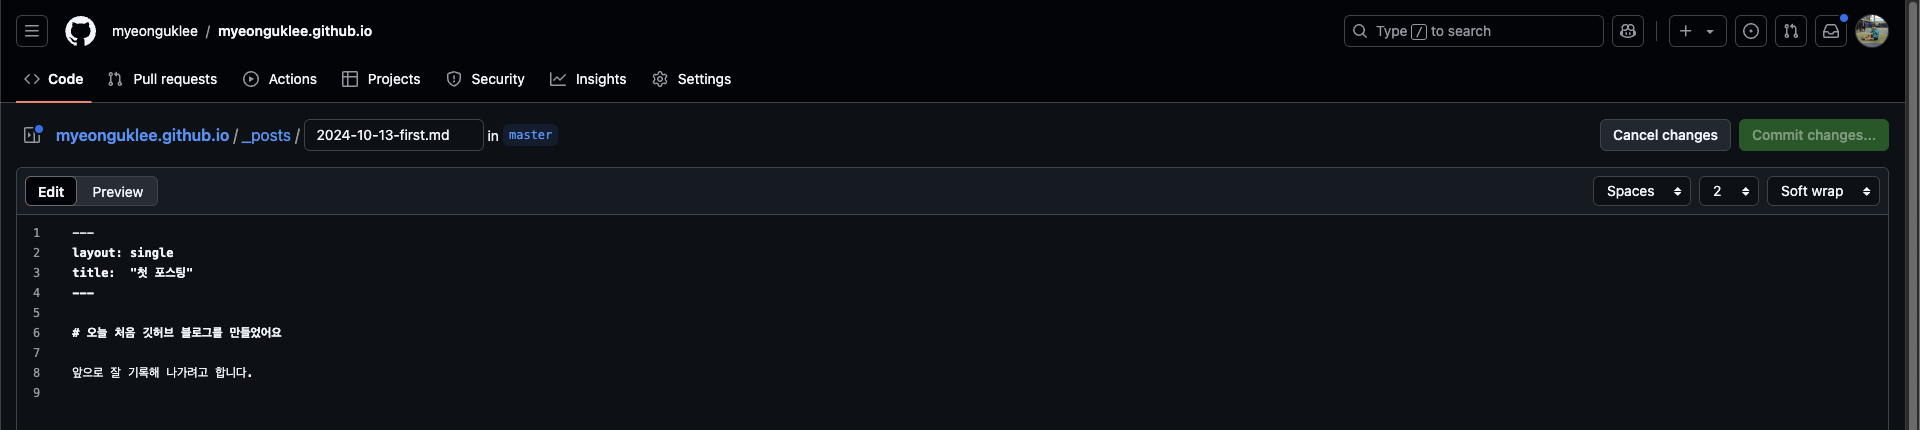 myeonguklee / myeonguklee.github.io
Type / to search
Code Pull requests Actions Projects Security Insights Settings
myeonguklee.github.io / _posts / 2024-10-13-first.md in master
Cancel changes Commit changes...
Edit Preview
Spaces 2 Soft wrap
1 ---
2 layout: single
3 title:  "첫 포스팅"
4 ---
5
6 # 오늘 처음 깃허브 블로그를 만들었어요
7
8 앞으로 잘 기록해 나가려고 합니다.
9